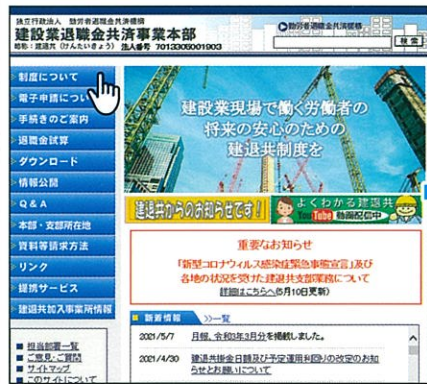 独立行政法人 勤労者退職金共済機構
建設業退職金共済事業本部
略称：建退共（けんたいきょう） 法人番号 7013305001903
勤労者退職金共済機構
検索
制度について
電子申請につい
手続きのご案内
退職金試算
ダウンロード
情報公開
Q & A
本部・支部所在地
資料等請求方法
リンク
提携サービス
建退共加入事業所情報
担当部署一覧
ご意見・ご質問
サイトマップ
このサイトについて
建設業現場で働く労働者の
将来の安心のための
建退共制度を
建退共からのお知らせです！
よくわかる建退共
YouTube 動画配信中
重要なお知らせ
「新型コロナウィルス感染症緊急事態宣言」及び
各地の状況を受けた建退共支部業務について
詳細はこちらへ(5月10日更新)
新着情報 ≫一覧
2021/5/7 月報、令和3年3月分を掲載しました。
2021/4/30 建退共掛金日額及び予定運用利回りの改定のお知
らせとお願いについて